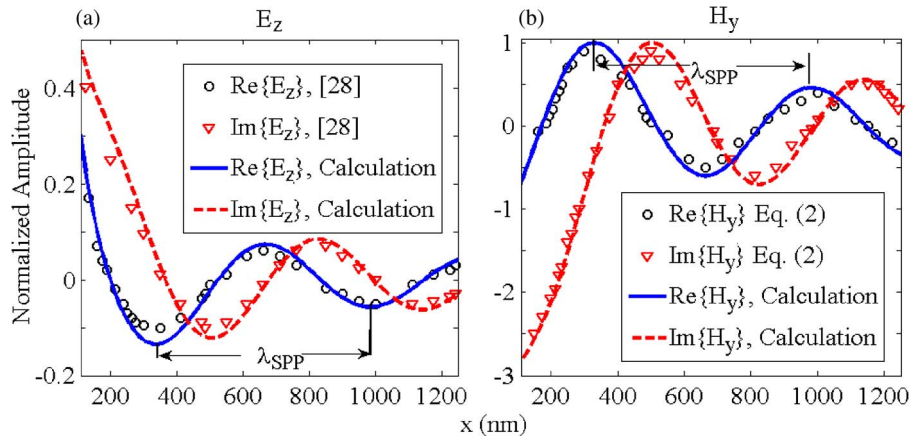 (a)
E_z
Normalized Amplitude
0.4
0.2
0
-0.2
Re{E_z}, [28]
Im{E_z}, [28]
Re{E_z}, Calculation
Im{E_z}, Calculation
λ_SPP
200 400 600 800 1000 1200
(b)
H_y
1
0
-1
-2
-3
λ_SPP
Re{H_y} Eq. (2)
Im{H_y} Eq. (2)
Re{H_y}, Calculation
Im{H_y}, Calculation
200 400 600 800 1000 1200
x (nm)